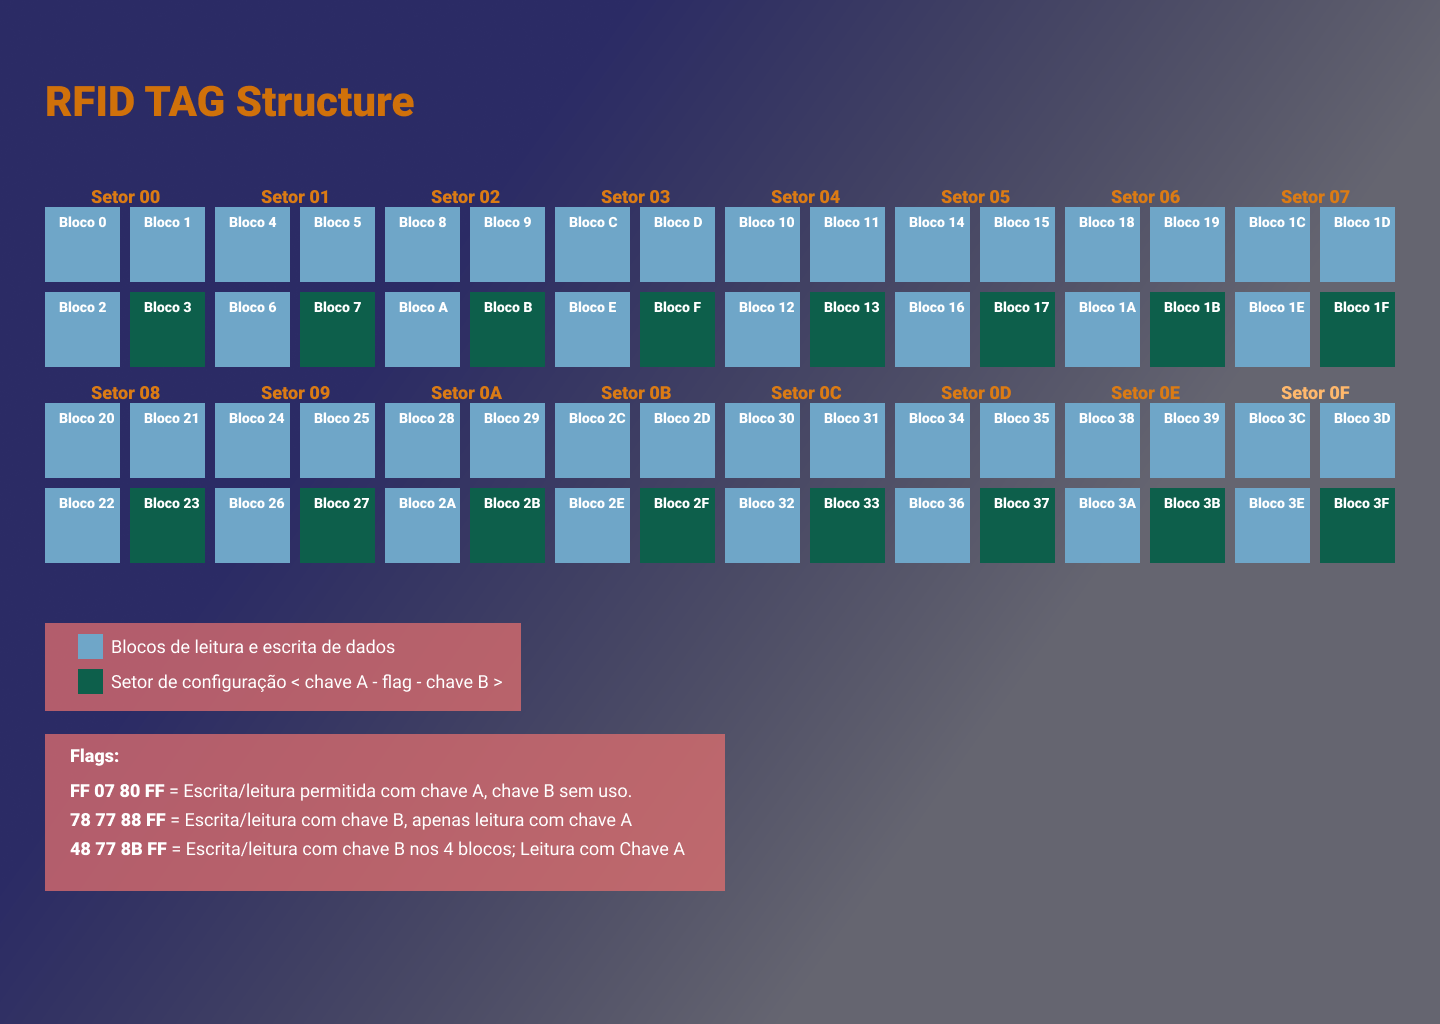 RFID TAG Structure
Setor 00 Setor 01 Setor 02 Setor 03 Setor 04 Setor 05 Setor 06 Setor 07
Bloco 0 Bloco 1 Bloco 4 Bloco 5 Bloco 8 Bloco 9 Bloco C Bloco D Bloco 10 Bloco 11 Bloco 14 Bloco 15 Bloco 18 Bloco 19 Bloco 1C Bloco 1D
Bloco 2 Bloco 3 Bloco 6 Bloco 7 Bloco A Bloco B Bloco E Bloco F Bloco 12 Bloco 13 Bloco 16 Bloco 17 Bloco 1A Bloco 1B Bloco 1E Bloco 1F
Setor 08 Setor 09 Setor 0A Setor 0B Setor 0C Setor 0D Setor 0E Setor 0F
Bloco 20 Bloco 21 Bloco 24 Bloco 25 Bloco 28 Bloco 29 Bloco 2C Bloco 2D Bloco 30 Bloco 31 Bloco 34 Bloco 35 Bloco 38 Bloco 39 Bloco 3C Bloco 3D
Bloco 22 Bloco 23 Bloco 26 Bloco 27 Bloco 2A Bloco 2B Bloco 2E Bloco 2F Bloco 32 Bloco 33 Bloco 36 Bloco 37 Bloco 3A Bloco 3B Bloco 3E Bloco 3F
Blocos de leitura e escrita de dados
Setor de configuração < chave A - flag - chave B >
Flags:
FF 07 80 FF = Escrita/leitura permitida com chave A, chave B sem uso.
78 77 88 FF = Escrita/leitura com chave B, apenas leitura com chave A
48 77 8B FF = Escrita/leitura com chave B nos 4 blocos; Leitura com Chave A